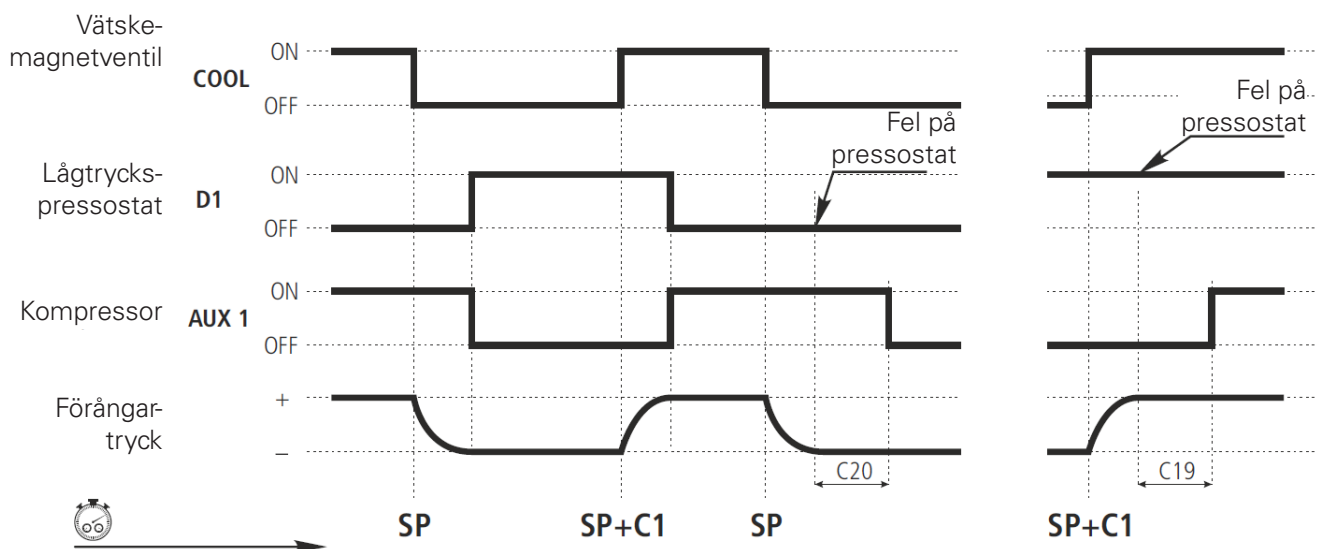 Vätske-
magnetventil
COOL
ON
OFF
Fel på
pressostat
Fel på
pressostat
Lågtrycks-
pressostat
D1
ON
OFF
Kompressor
AUX 1
ON
OFF
Förångar-
tryck
+
–
C20
C19
SP
SP+C1
SP
SP+C1